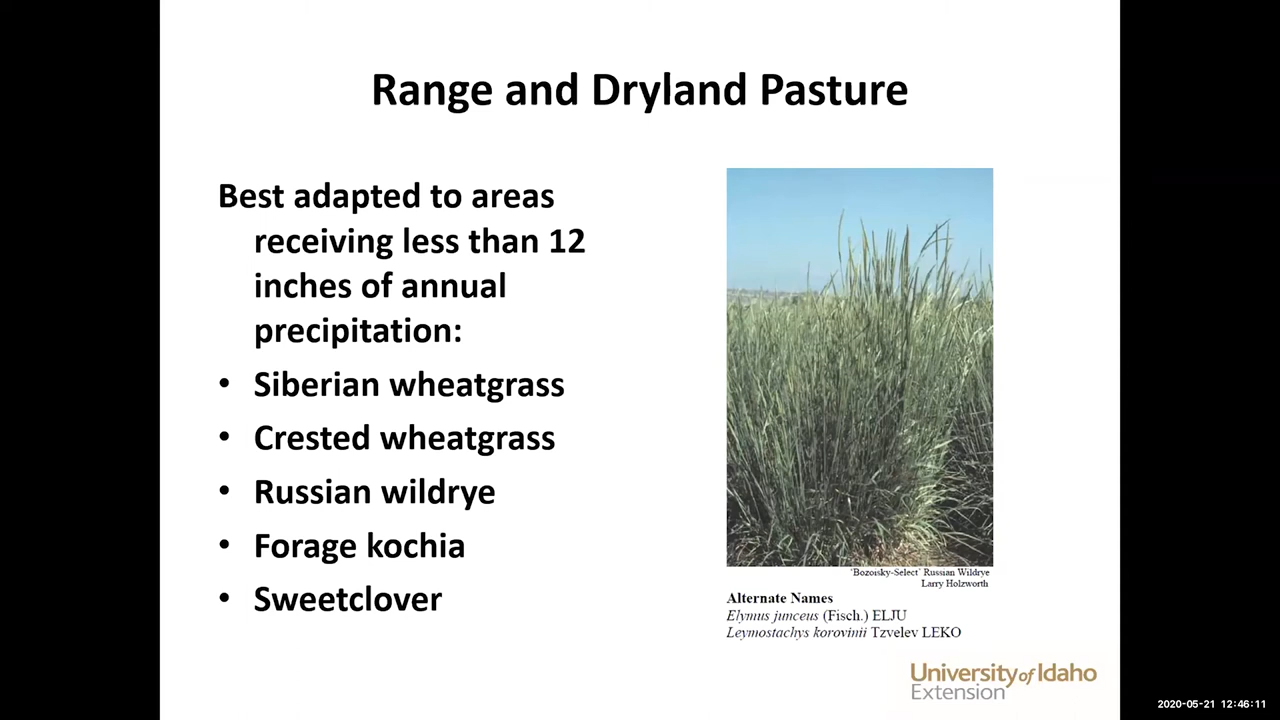 Range and Dryland Pasture
Best adapted to areas
receiving less than 12
inches of annual
precipitation:
• Siberian wheatgrass
• Crested wheatgrass
• Russian wildrye
• Forage kochia
• Sweetclover
'Bozoisky-Select' Russian Wildrye
Larry Holzworth
Alternate Names
Elymus junceus (Fisch.) ELJU
Leymostachys korovinii Tzvelev LEKO
University of Idaho
Extension
2020-05-21 12:46:11